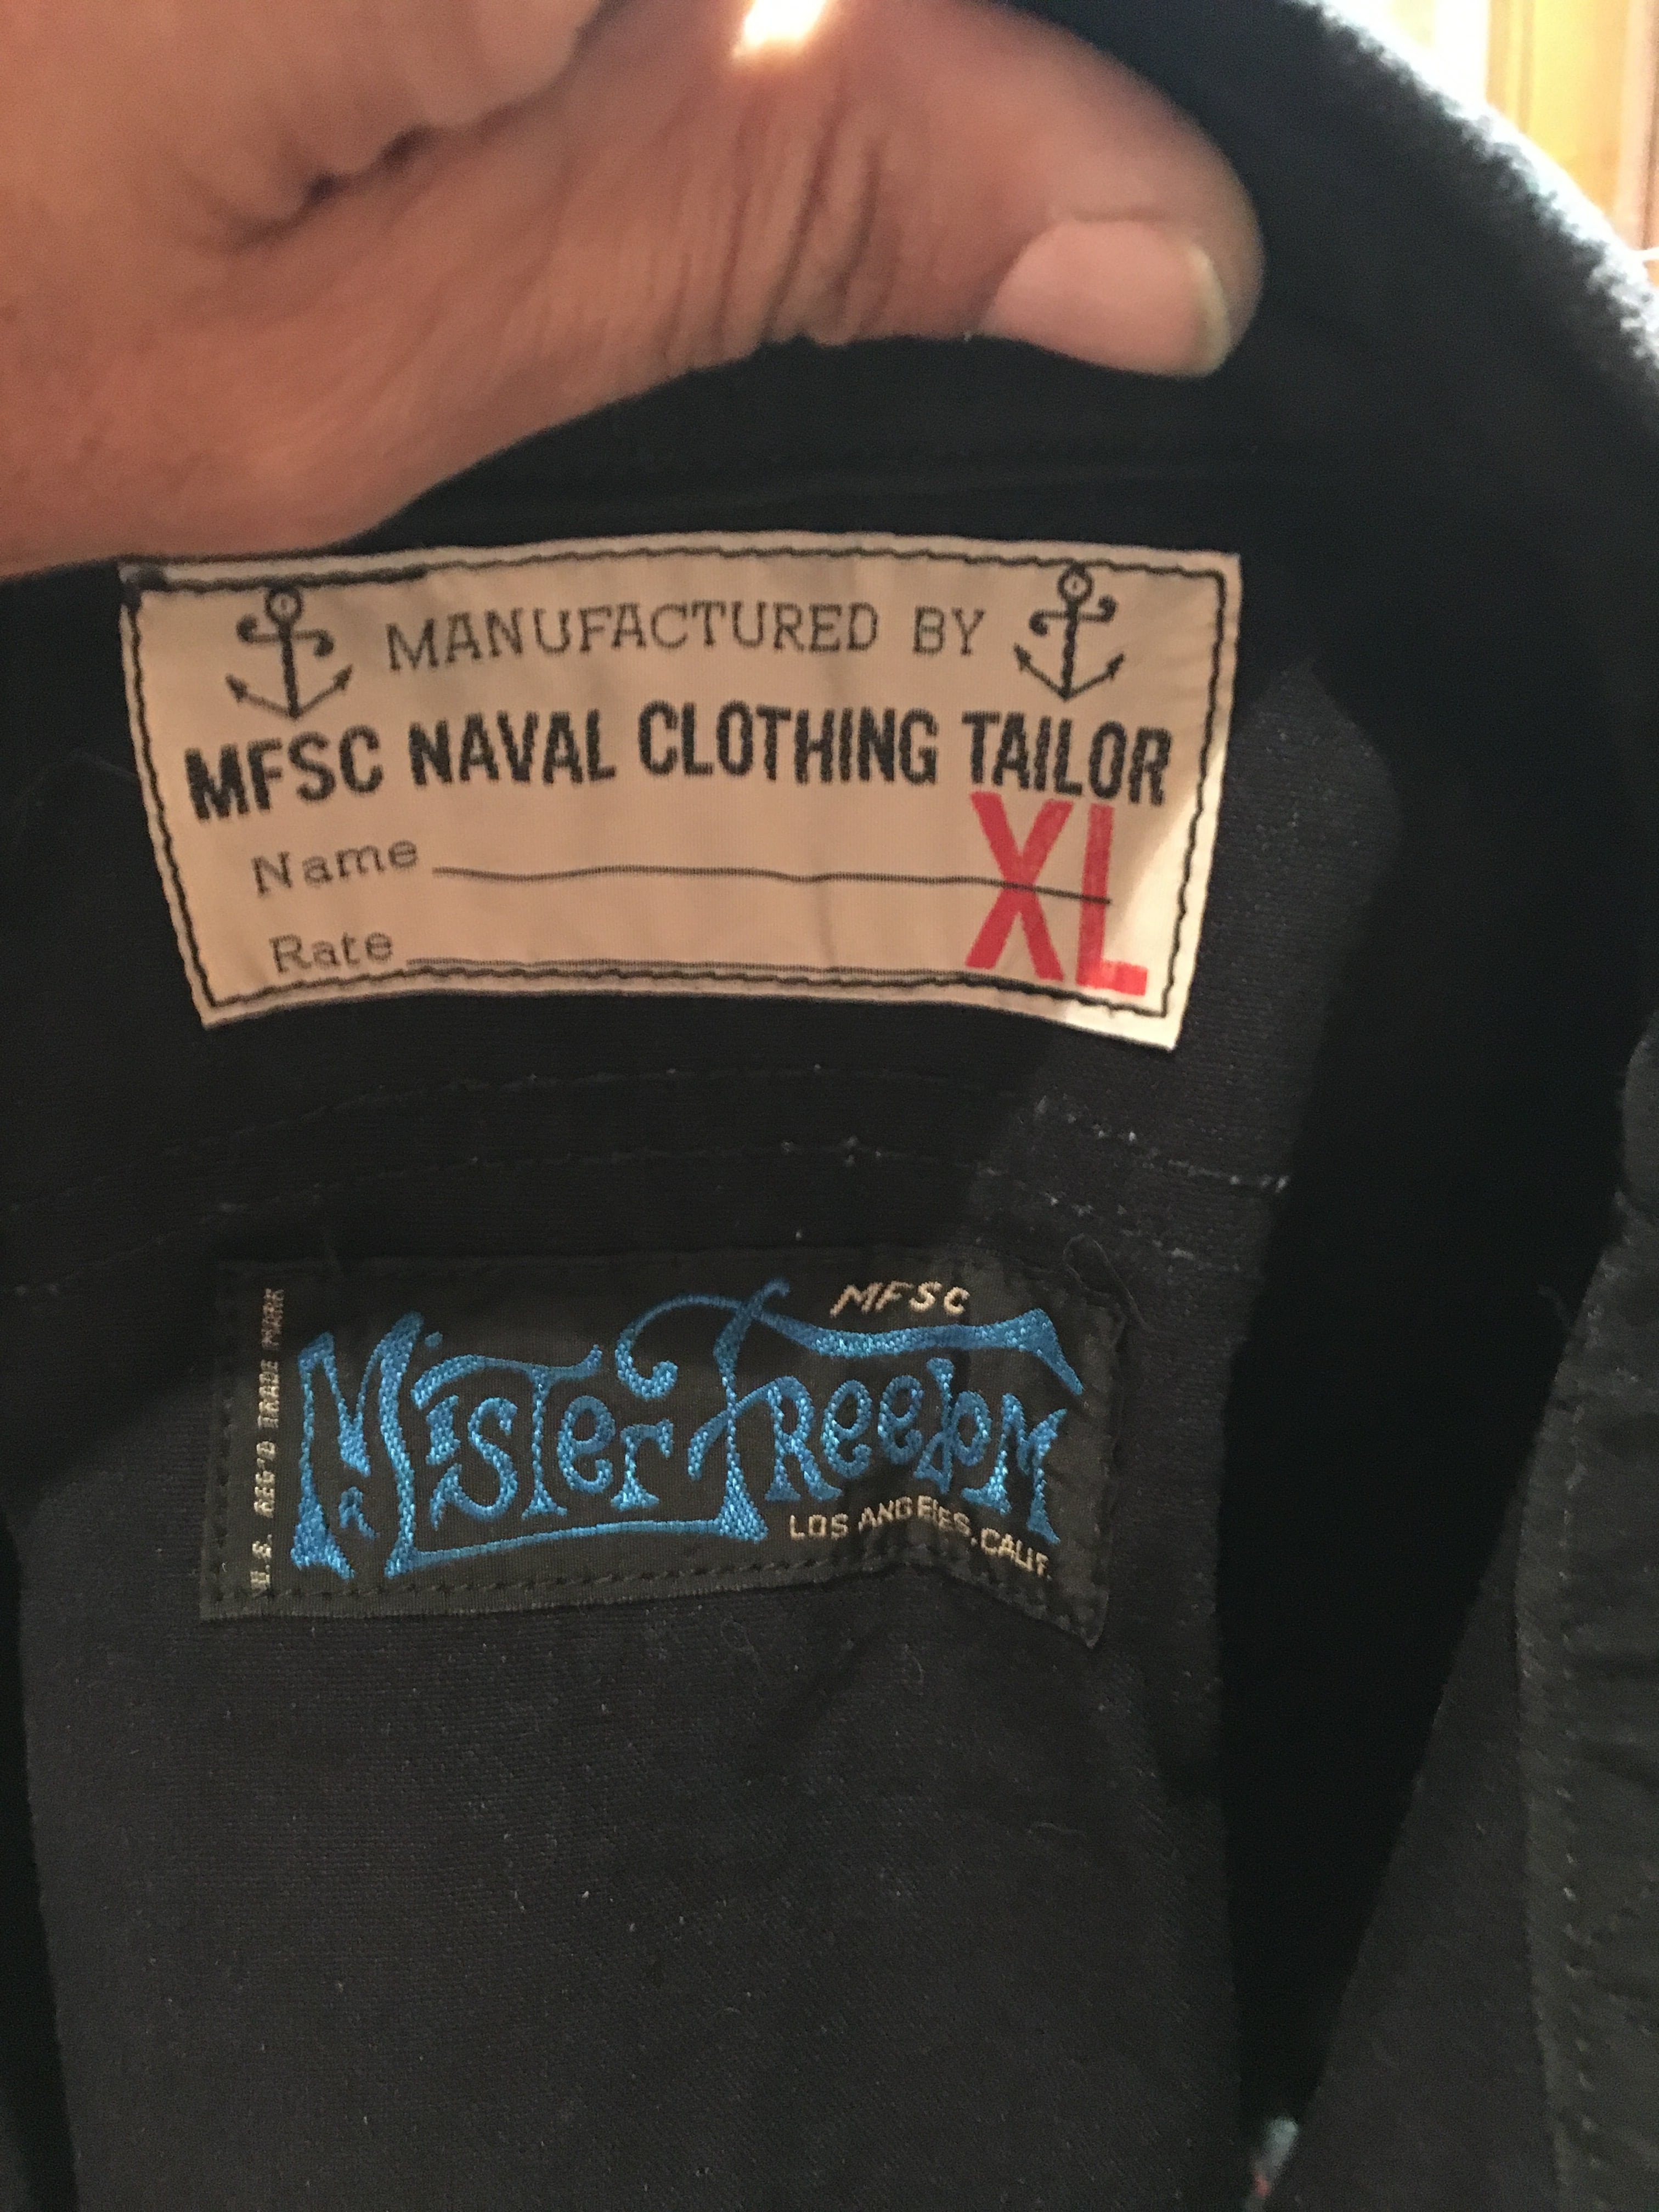 MANUFACTURED BY
MFSC NAVAL CLOTHING TAILOR
Name
XL
Rate
MFSC
U.S. REG'D TRADE MARK
Mister Freedom
R
LOS ANGELES, CALIF.